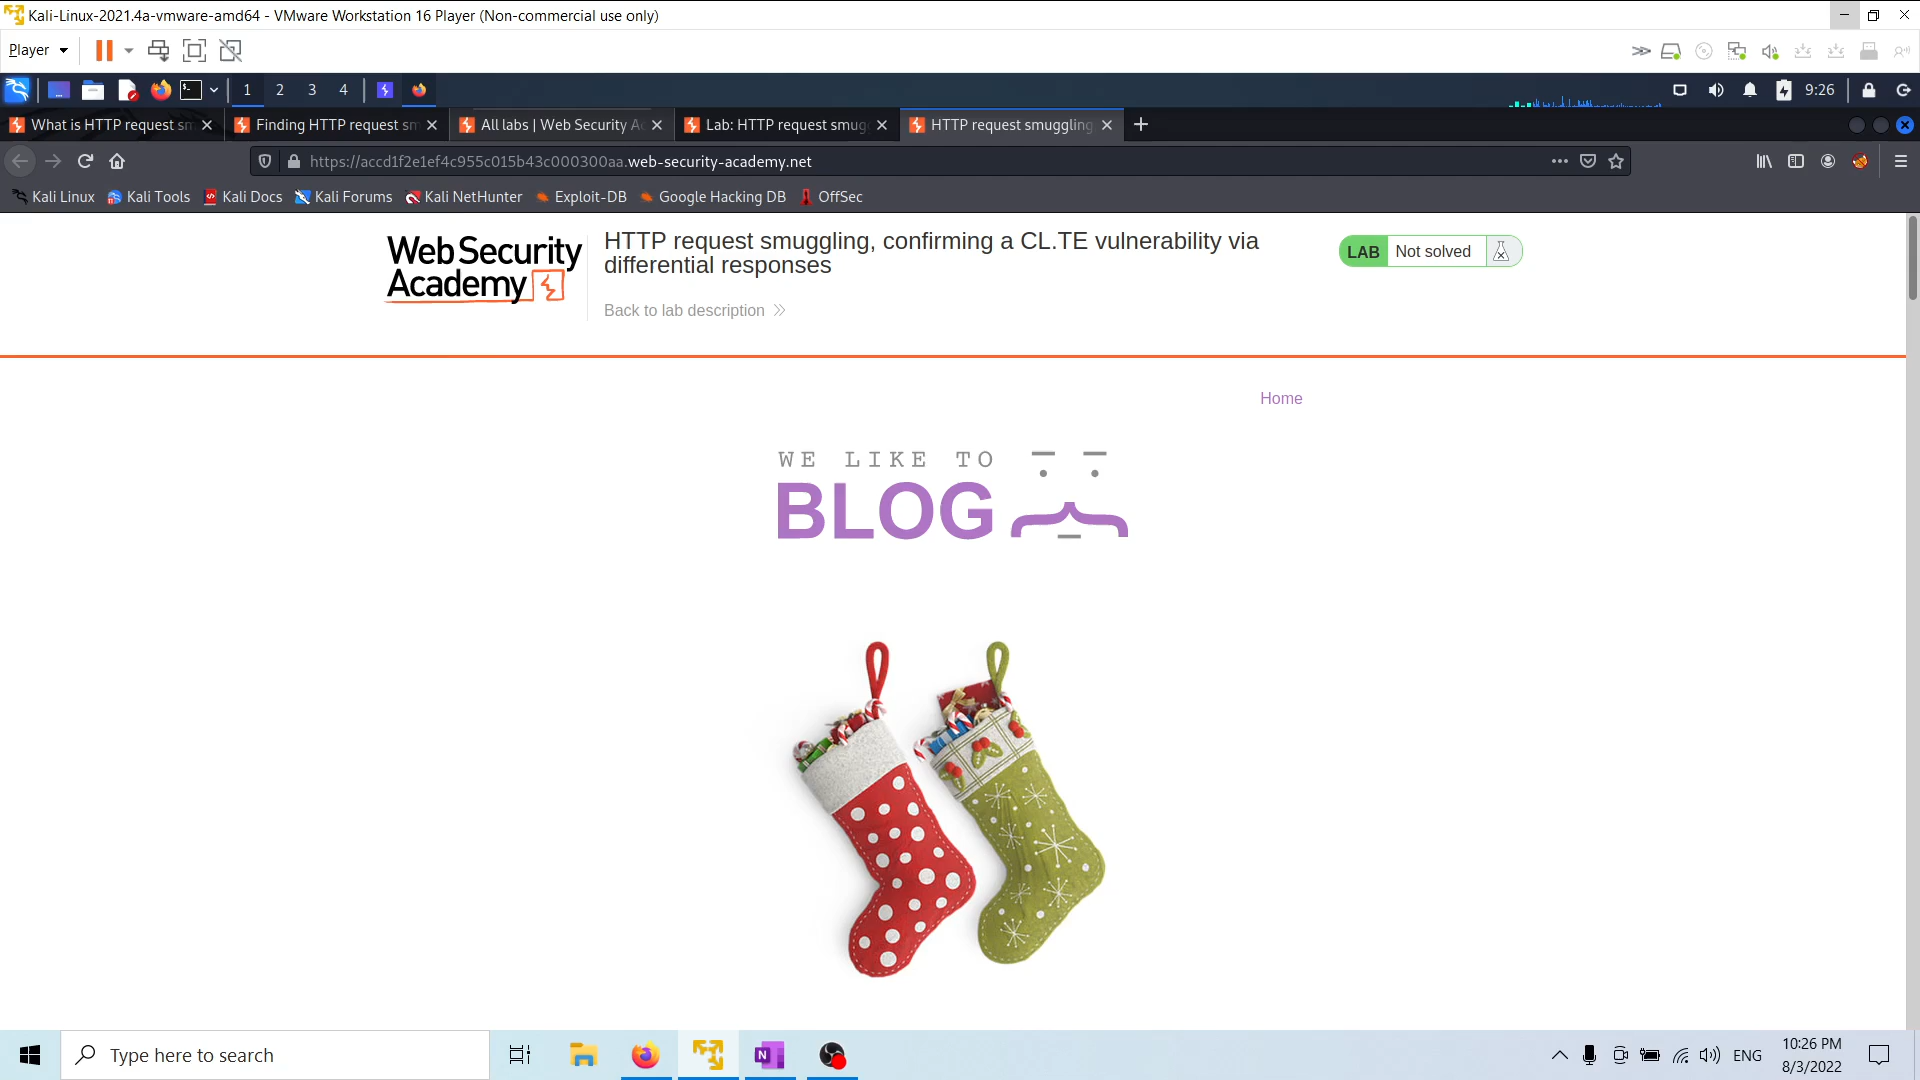 Kali-Linux-2021.4a-vmware-amd64 - VMware Workstation 16 Player (Non-commercial use only)
Player
1 2 3 4
9:26
What is HTTP request sm
Finding HTTP request sm
All labs | Web Security Ac
Lab: HTTP request smug
HTTP request smuggling
https://accd1f2e1ef4c955c015b43c000300aa.web-security-academy.net
Kali Linux Kali Tools Kali Docs Kali Forums Kali NetHunter Exploit-DB Google Hacking DB OffSec
Web Security
Academy
HTTP request smuggling, confirming a CL.TE vulnerability via
differential responses
LAB Not solved
Back to lab description
Home
WE LIKE TO
BLOG
Type here to search
ENG
10:26 PM
8/3/2022